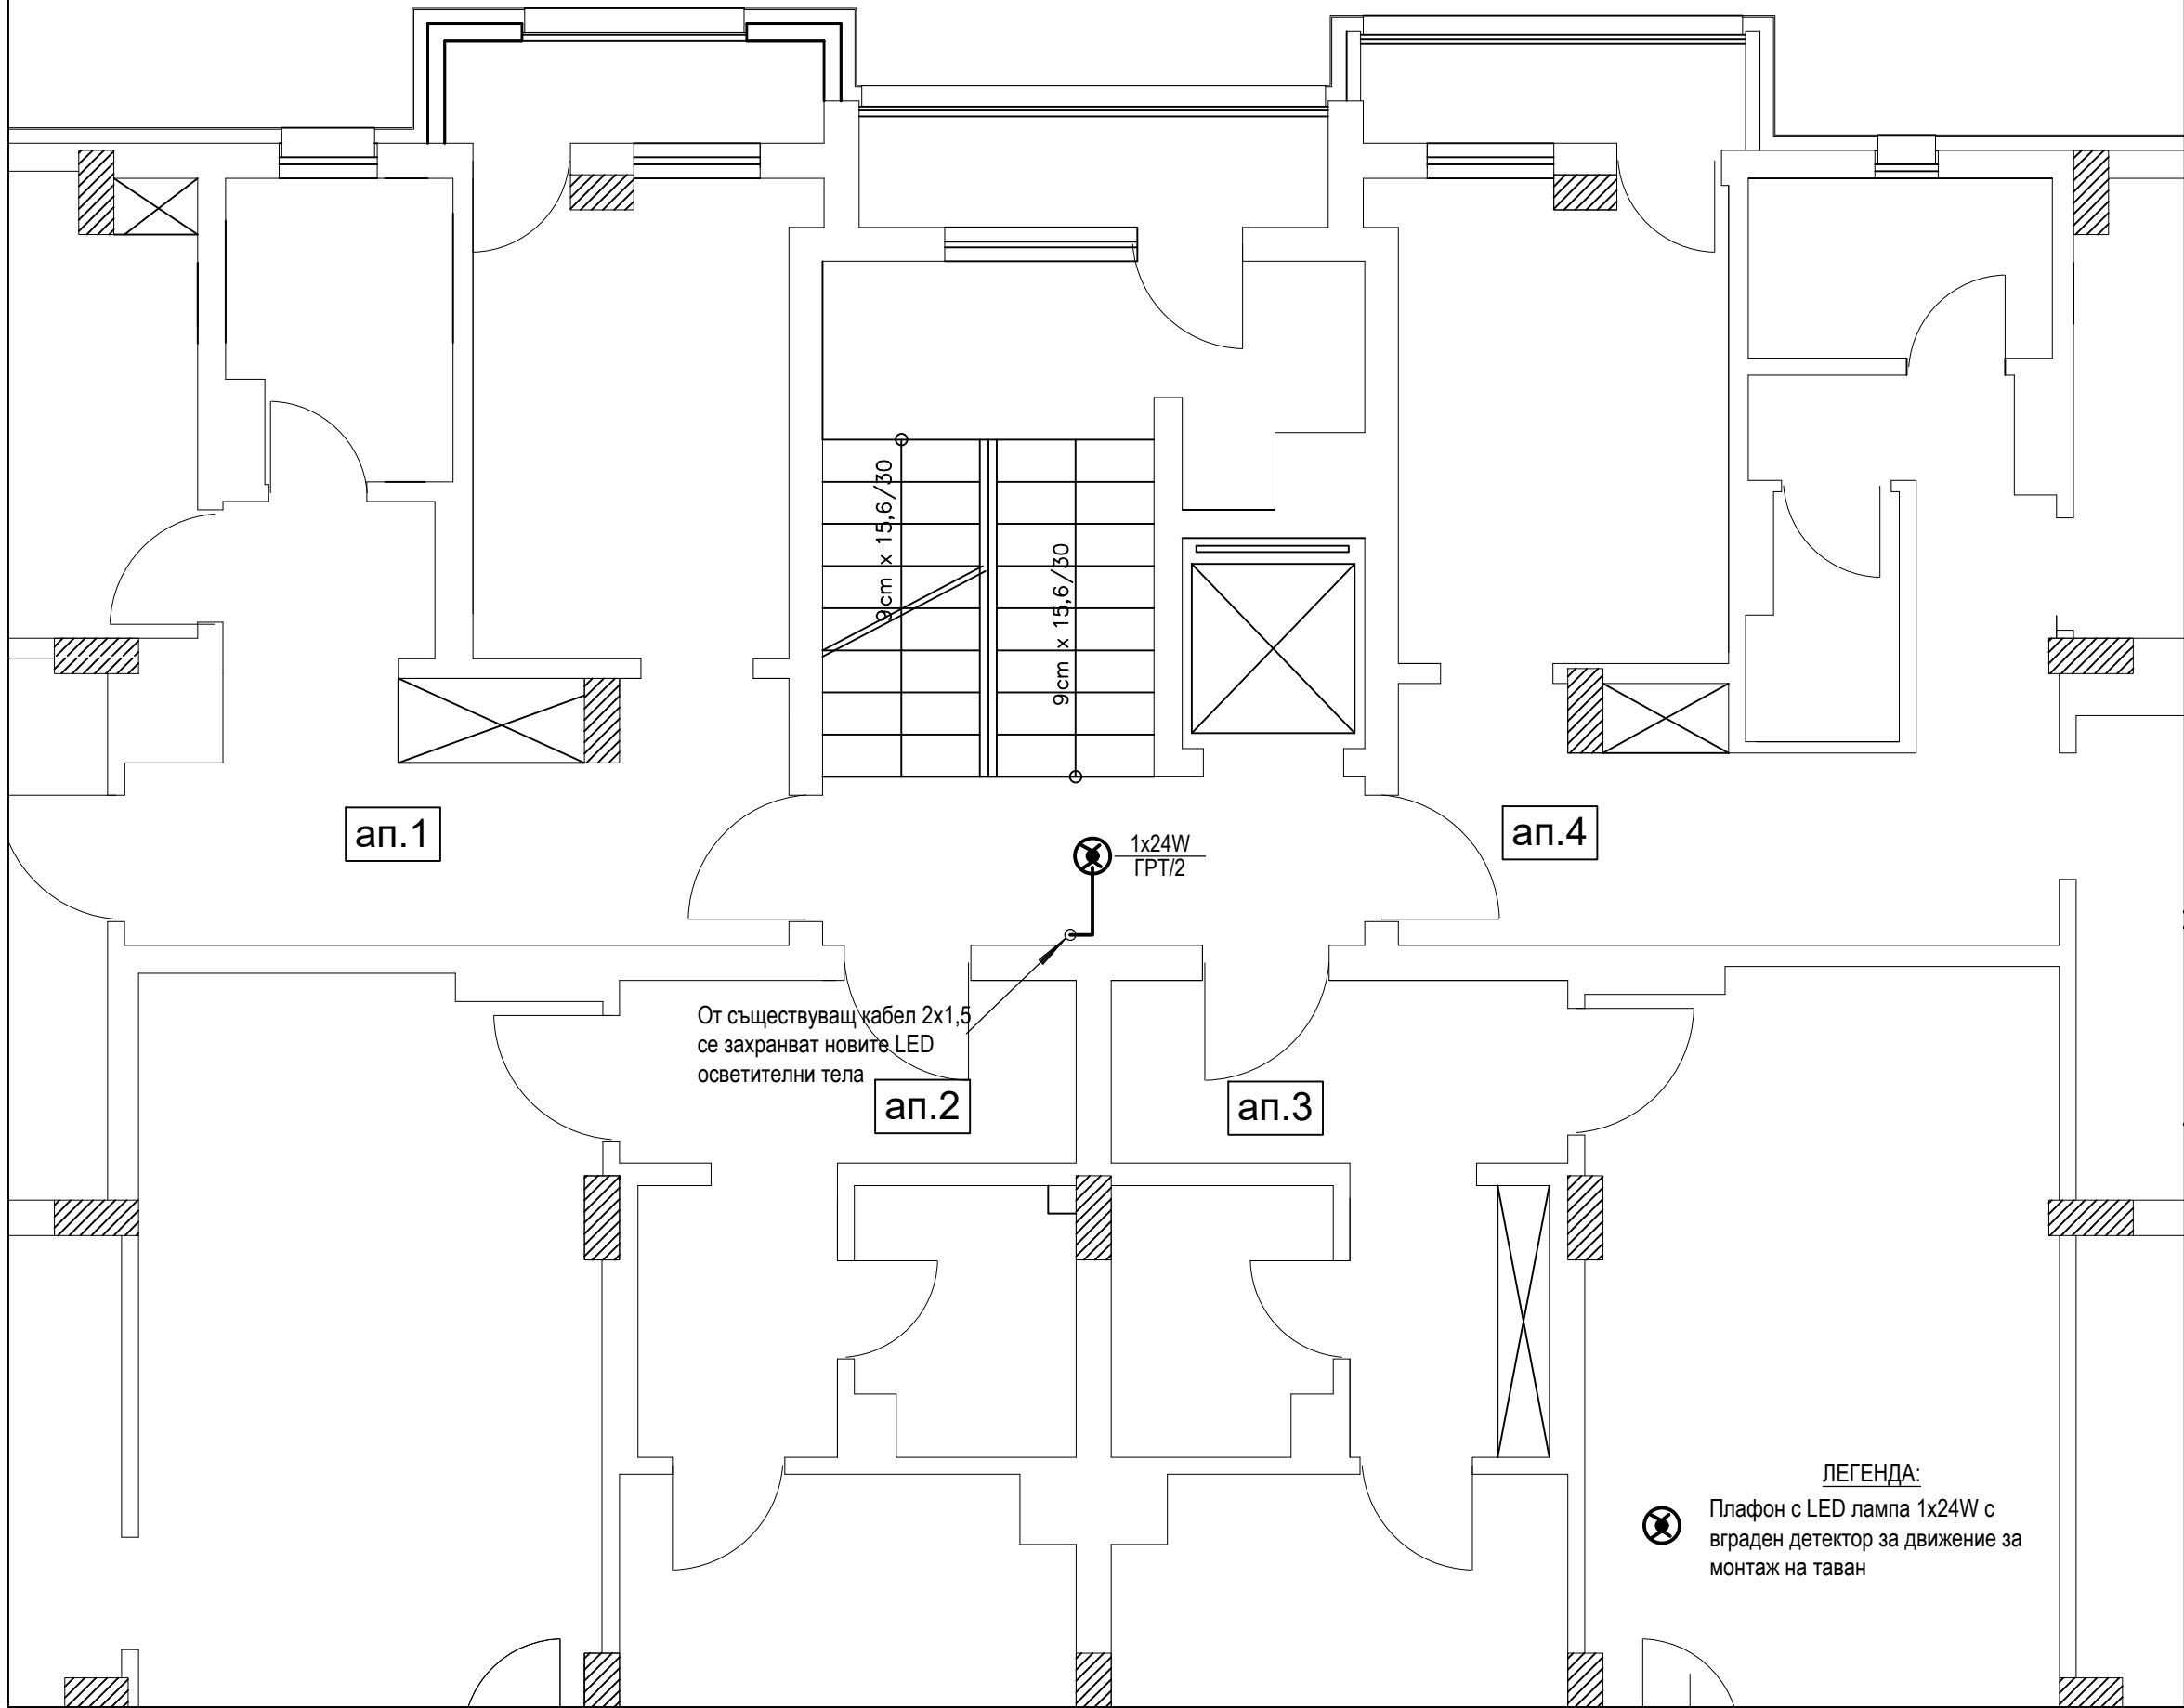 9cm x 15,6/30
9cm x 15,6/30
ап.1
1x24W
ГРТ/2
ап.4
От съществуващ кабел 2x1,5
се захранват новите LED
осветителни тела
ап.2
ап.3
ЛЕГЕНДА:
Плафон с LED лампа 1x24W с
вграден детектор за движение за
монтаж на таван